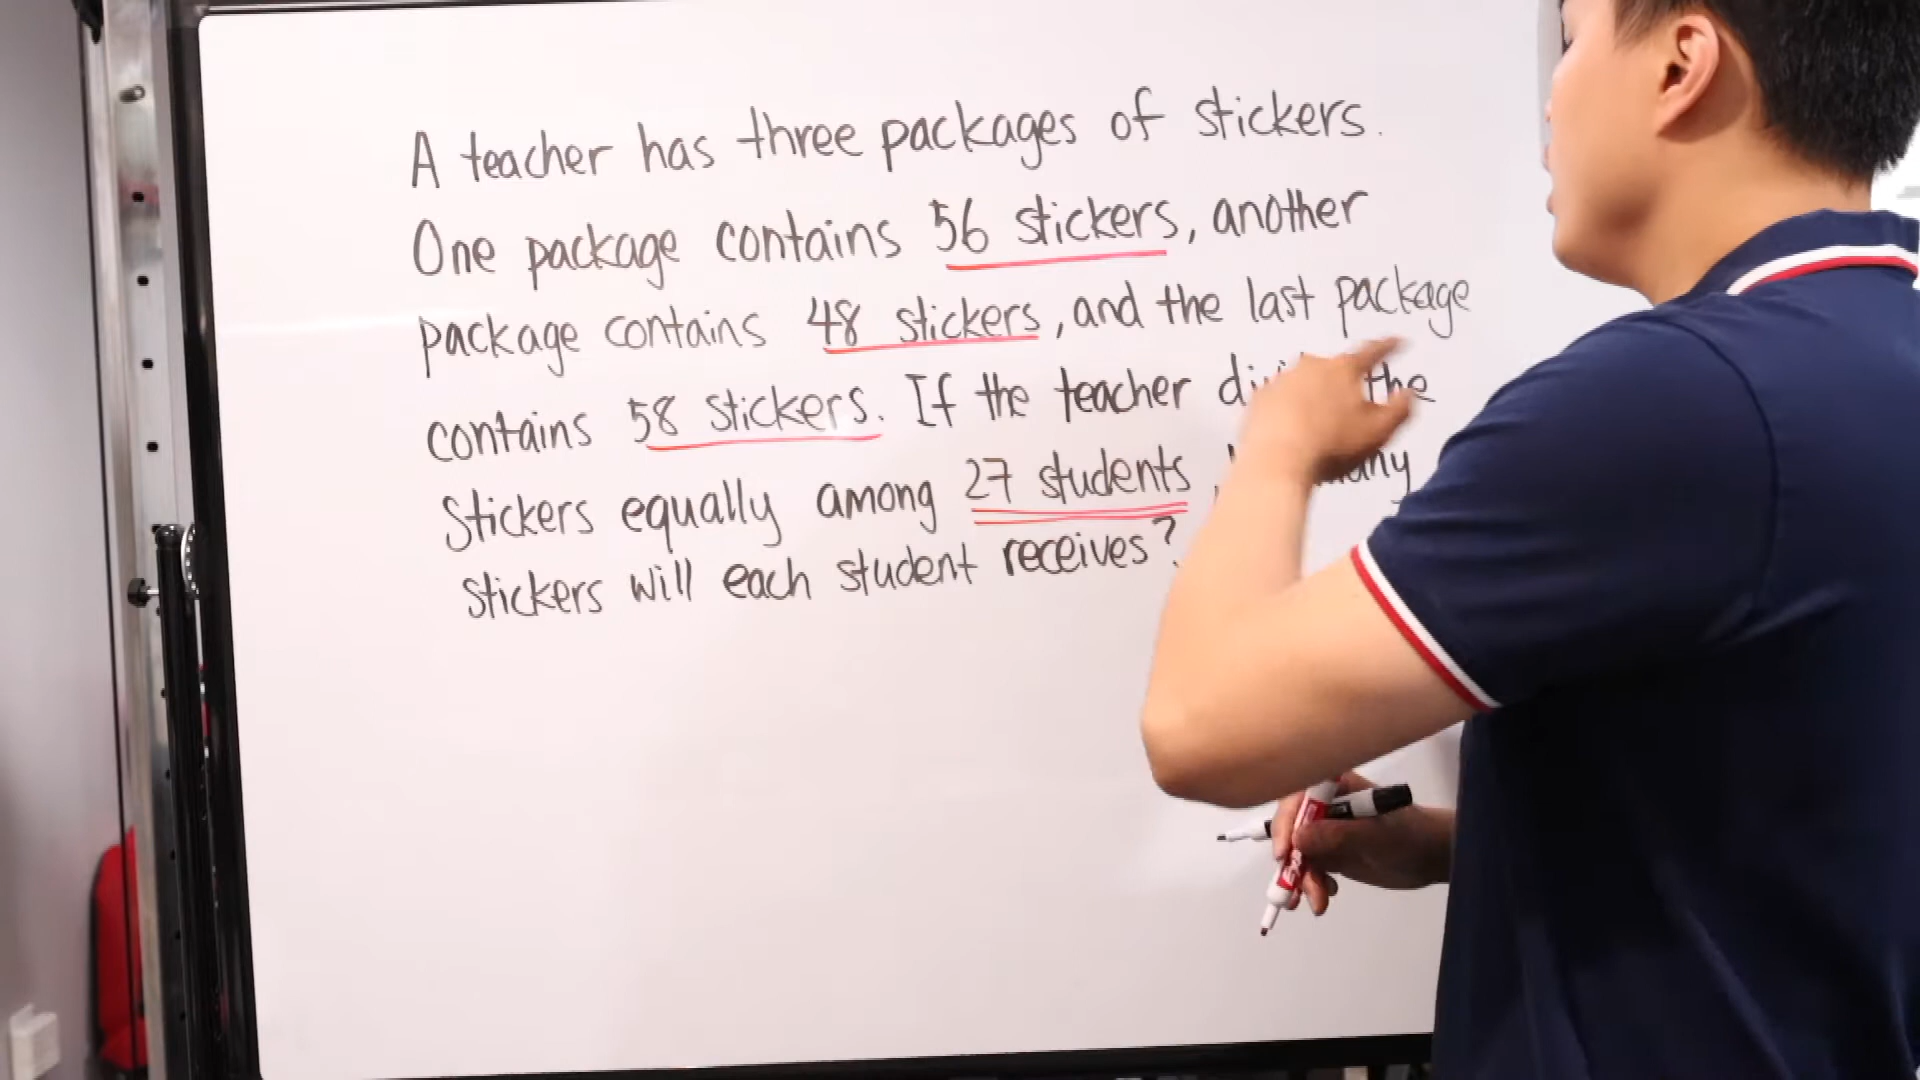 A teacher has three packages of stickers.
One package contains 56 stickers, another
package contains 48 stickers, and the last package
contains 58 stickers. If the teacher the
stickers equally among 27 students,
stickers will each student receives?